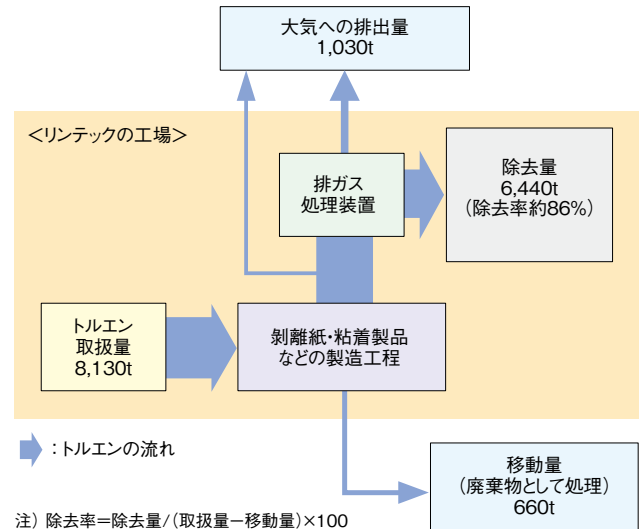 大気への排出量
1,030t
<リンテックの工場>
排ガス
処理装置
除去量
6,440t
(除去率約86%)
トルエン
取扱量
8,130t
剝離紙・粘着製品
などの製造工程
:トルエンの流れ
移動量
(廃棄物として処理)
660t
注) 除去率=除去量/(取扱量−移動量)×100